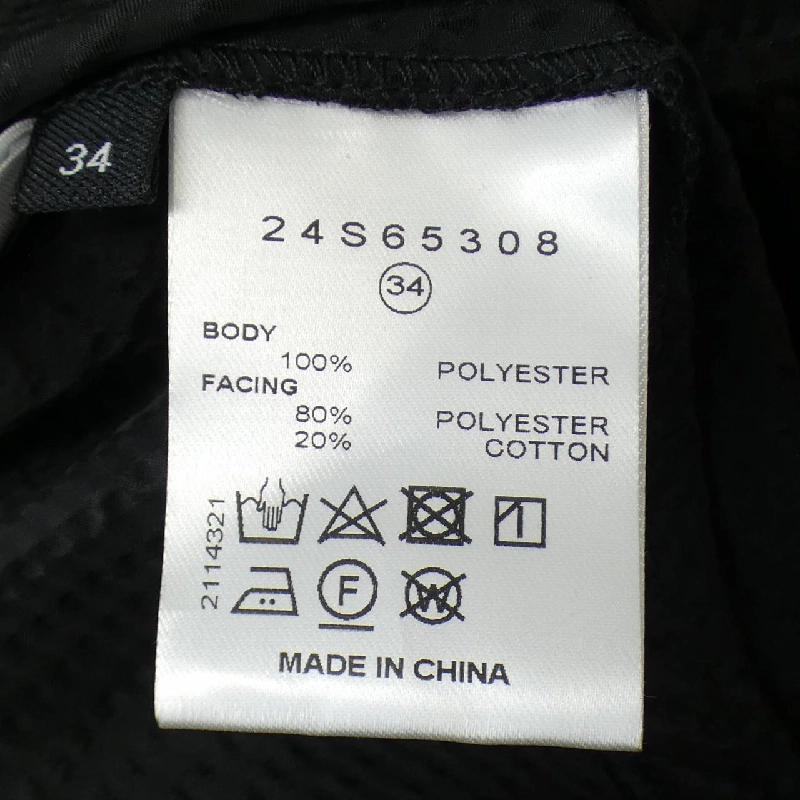 34
24S65308
34
BODY
100% POLYESTER
FACING
80% POLYESTER
20% COTTON
2114321
F
W
MADE IN CHINA